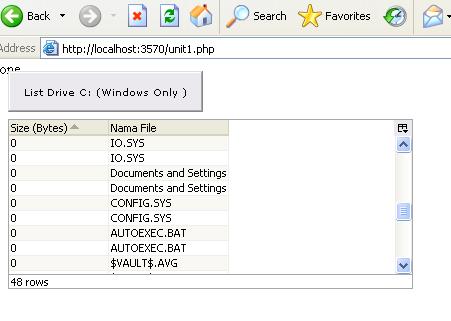 Back Search Favorites
Address http://localhost:3570/unit1.php
one
List Drive C: (Windows Only )
Size (Bytes) Nama File
0 IO.SYS
0 IO.SYS
0 Documents and Settings
0 Documents and Settings
0 CONFIG.SYS
0 CONFIG.SYS
0 AUTOEXEC.BAT
0 AUTOEXEC.BAT
0 $VAULT$.AVG
48 rows